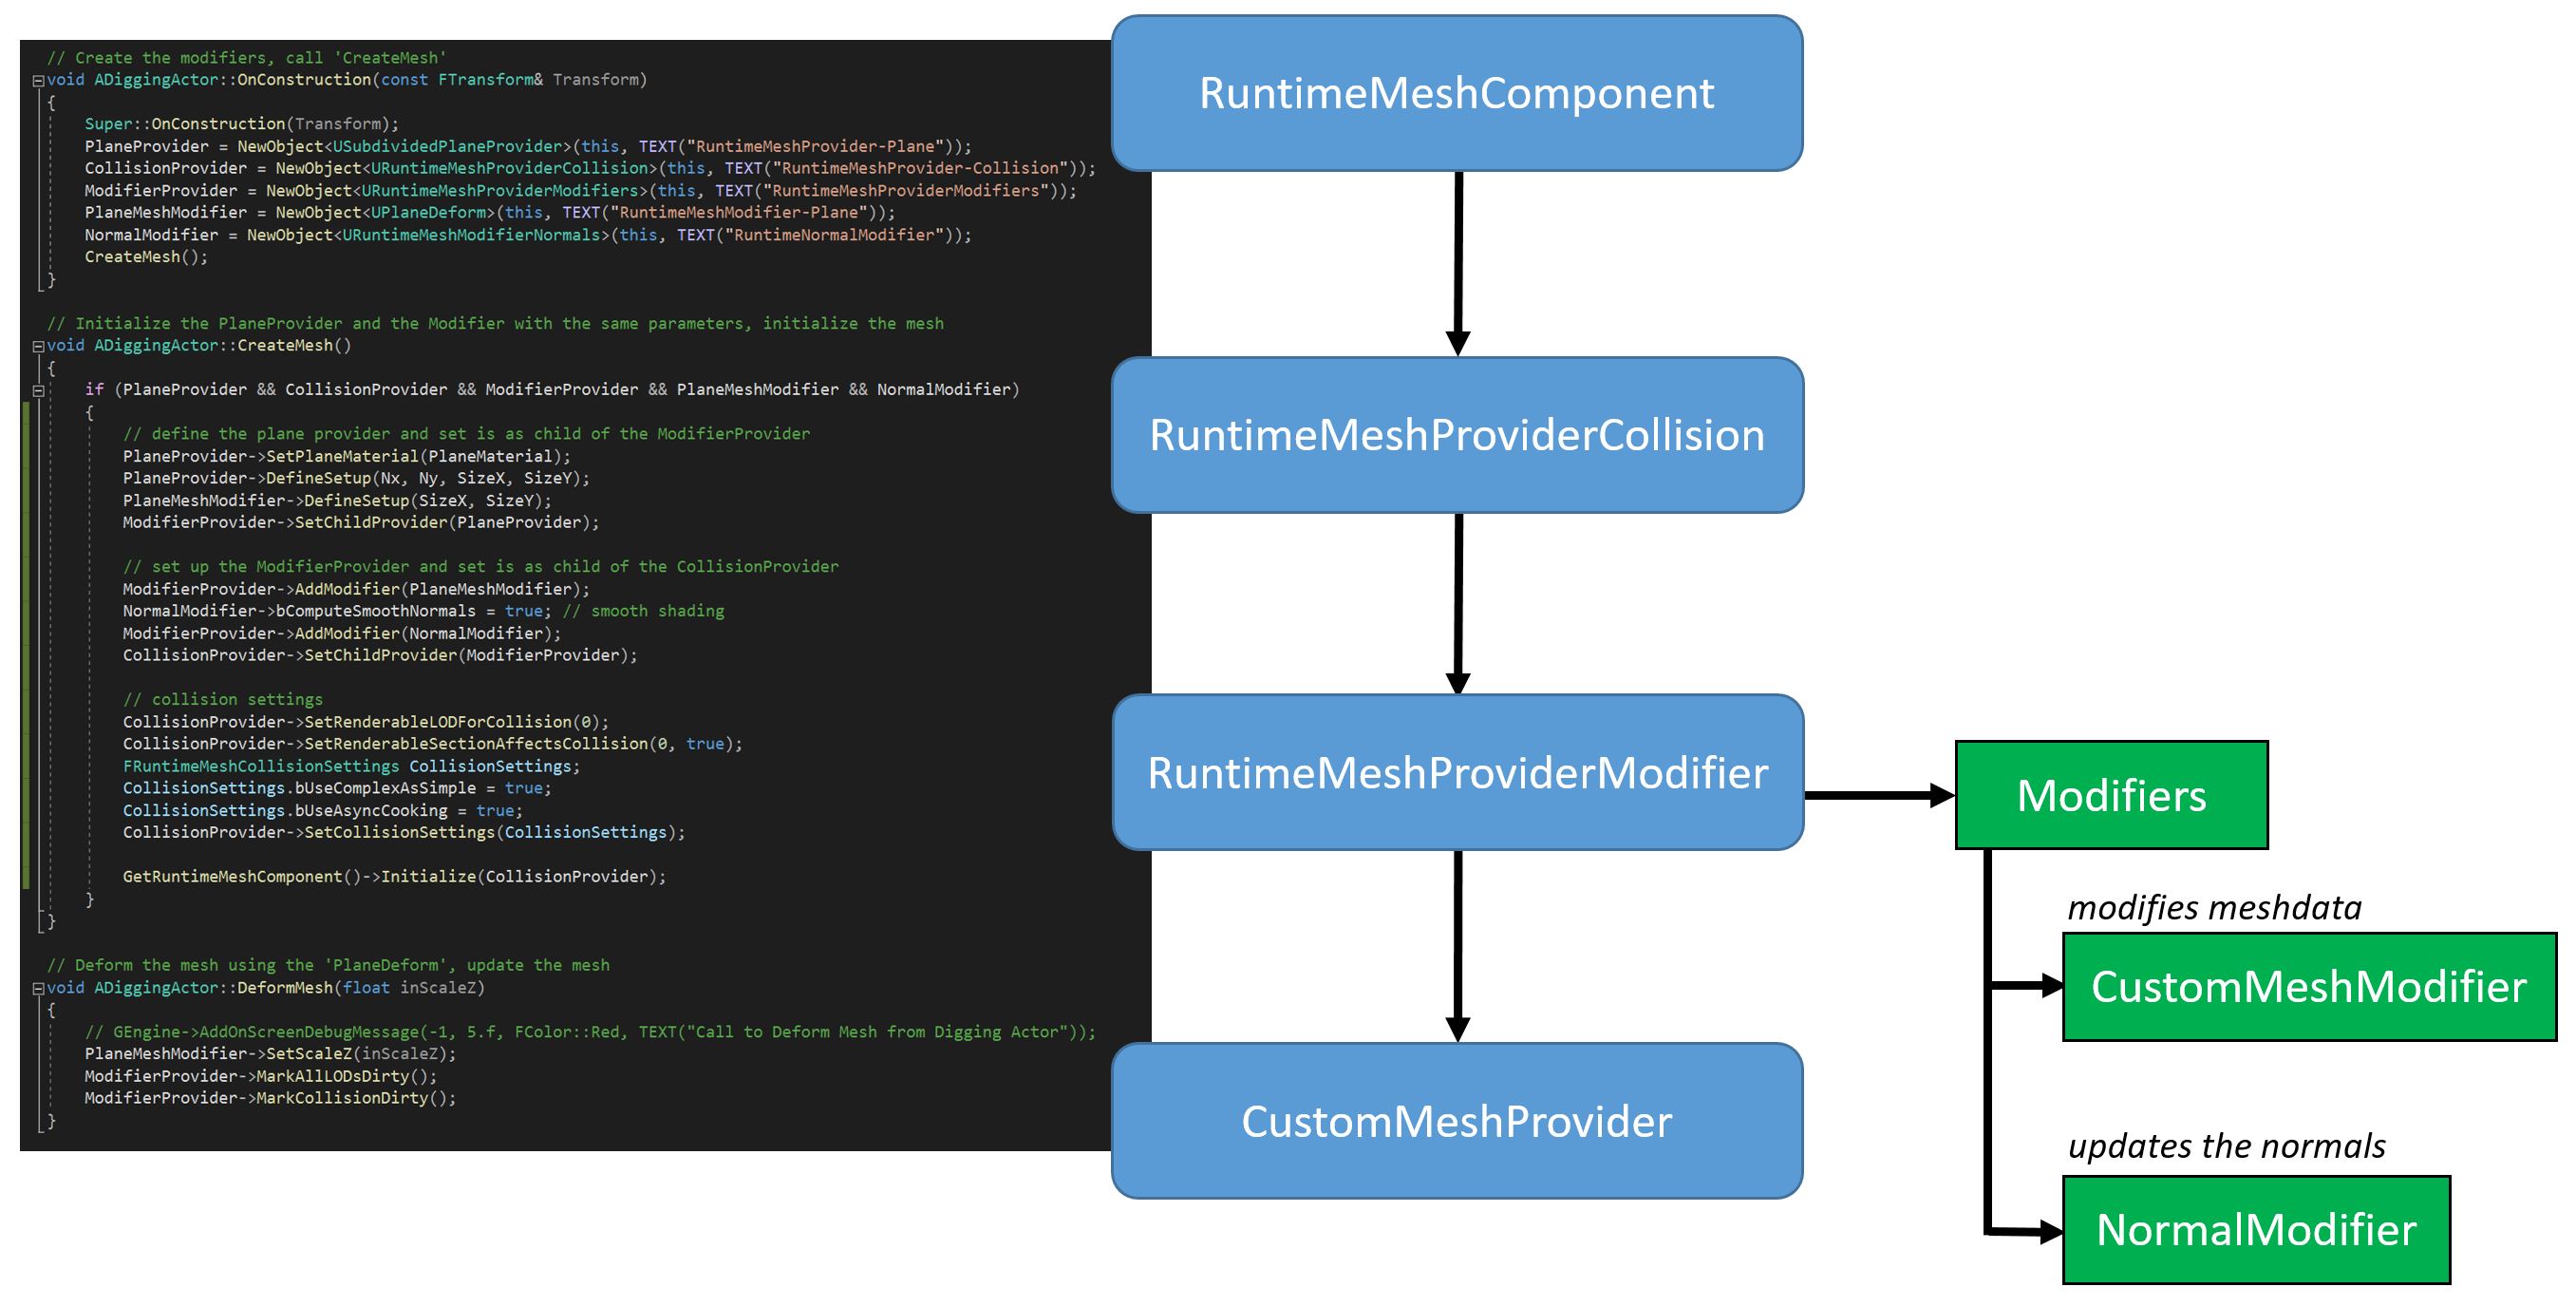 // Create the modifiers, call 'CreateMesh'
void ADiggingActor::OnConstruction(const FTransform& Transform)
{
Super::OnConstruction(Transform);
PlaneProvider = NewObject<USubdividedPlaneProvider>(this, TEXT("RuntimeMeshProvider-Plane"));
CollisionProvider = NewObject<URuntimeMeshProviderCollision>(this, TEXT("RuntimeMeshProvider-Collision"));
ModifierProvider = NewObject<URuntimeMeshProviderModifiers>(this, TEXT("RuntimeMeshProviderModifiers"));
PlaneMeshModifier = NewObject<UPlaneDeform>(this, TEXT("RuntimeMeshModifier-Plane"));
NormalModifier = NewObject<URuntimeMeshModifierNormals>(this, TEXT("RuntimeNormalModifier"));
CreateMesh();
}
// Initialize the PlaneProvider and the Modifier with the same parameters, initialize the mesh
void ADiggingActor::CreateMesh()
{
if (PlaneProvider && CollisionProvider && ModifierProvider && PlaneMeshModifier && NormalModifier)
{
// define the plane provider and set is as child of the ModifierProvider
PlaneProvider->SetPlaneMaterial(PlaneMaterial);
PlaneProvider->DefineSetup(Nx, Ny, SizeX, SizeY);
PlaneMeshModifier->DefineSetup(SizeX, SizeY);
ModifierProvider->SetChildProvider(PlaneProvider);
// set up the ModifierProvider and set is as child of the CollisionProvider
ModifierProvider->AddModifier(PlaneMeshModifier);
NormalModifier->bComputeSmoothNormals = true; // smooth shading
ModifierProvider->AddModifier(NormalModifier);
CollisionProvider->SetChildProvider(ModifierProvider);
// collision settings
CollisionProvider->SetRenderableLODForCollision(0);
CollisionProvider->SetRenderableSectionAffectsCollision(0, true);
FRuntimeMeshCollisionSettings CollisionSettings;
CollisionSettings.bUseComplexAsSimple = true;
CollisionSettings.bUseAsyncCooking = true;
CollisionProvider->SetCollisionSettings(CollisionSettings);
GetRuntimeMeshComponent()->Initialize(CollisionProvider);
}
}
// Deform the mesh using the 'PlaneDeform', update the mesh
void ADiggingActor::DeformMesh(float inScaleZ)
{
// GEngine->AddOnScreenDebugMessage(-1, 5.f, FColor::Red, TEXT("Call to Deform Mesh from Digging Actor"));
PlaneMeshModifier->SetScaleZ(inScaleZ);
ModifierProvider->MarkAllLODsDirty();
ModifierProvider->MarkCollisionDirty();
}
RuntimeMeshComponent
RuntimeMeshProviderCollision
RuntimeMeshProviderModifier
CustomMeshProvider
Modifiers
modifies meshdata
CustomMeshModifier
updates the normals
NormalModifier